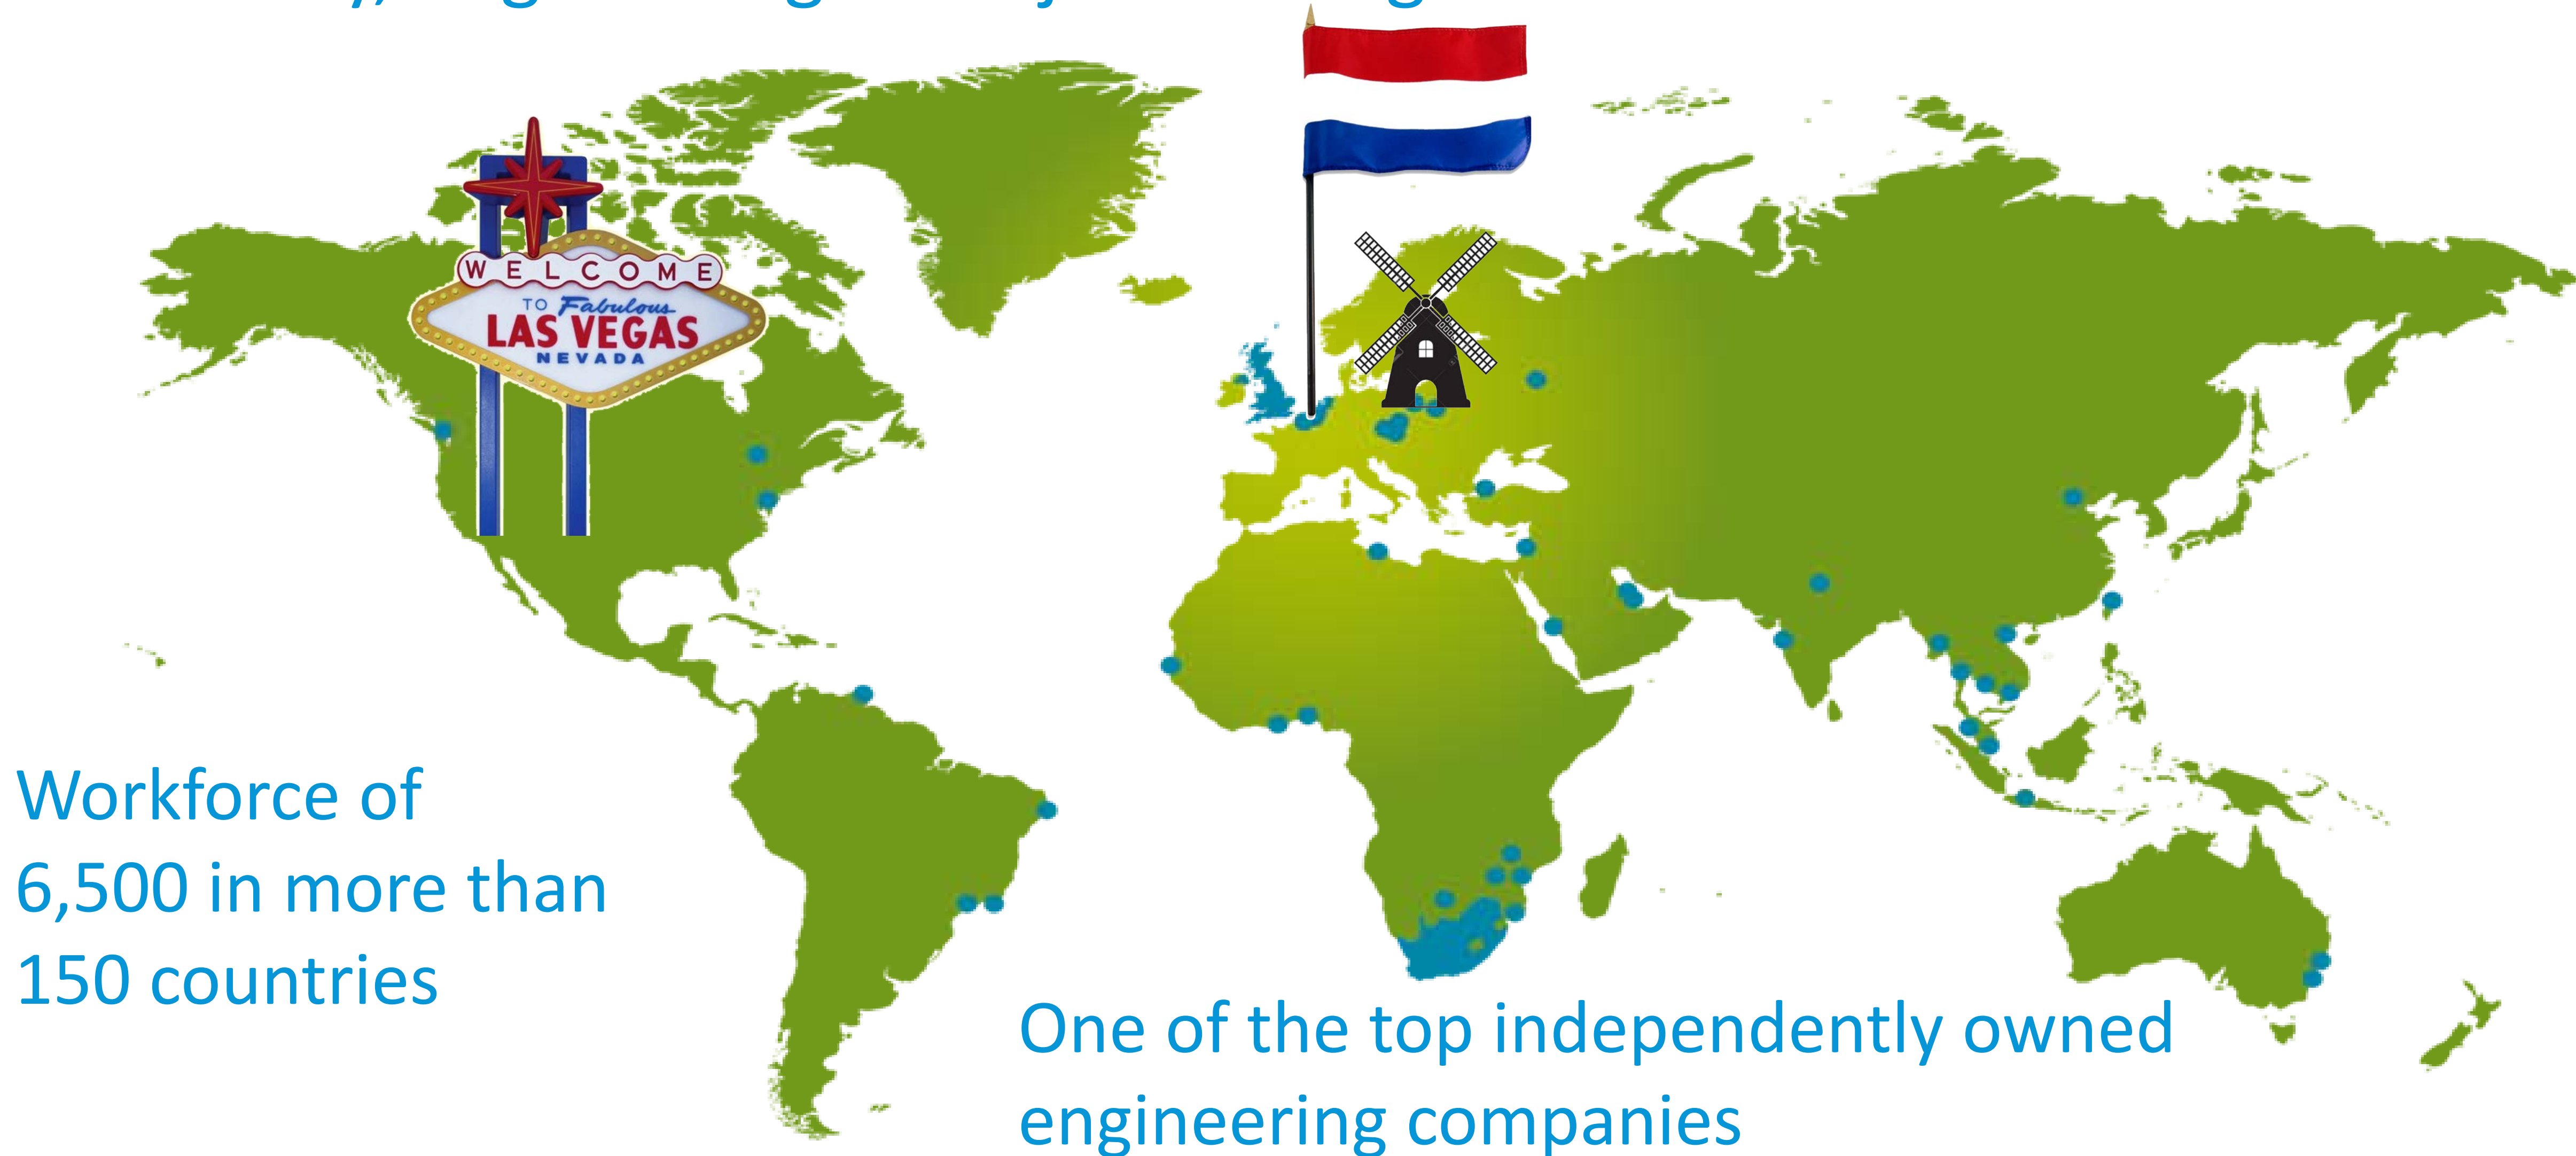 WELCOME
TO Fabulous
LAS VEGAS
NEVADA
Workforce of
6,500 in more than
150 countries
One of the top independently owned
engineering companies